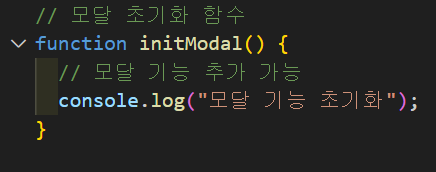 // 모달 초기화 함수
function initModal() {
// 모달 기능 추가 가능
console.log("모달 기능 초기화");
}